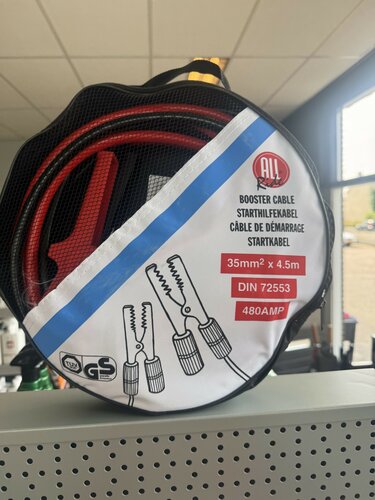 ALL
Ride
BOOSTER CABLE
STARTHILFEKABEL
CÂBLE DE DÉMARRAGE
STARTKABEL
35mm² x 4.5m
DIN 72553
480AMP
GS